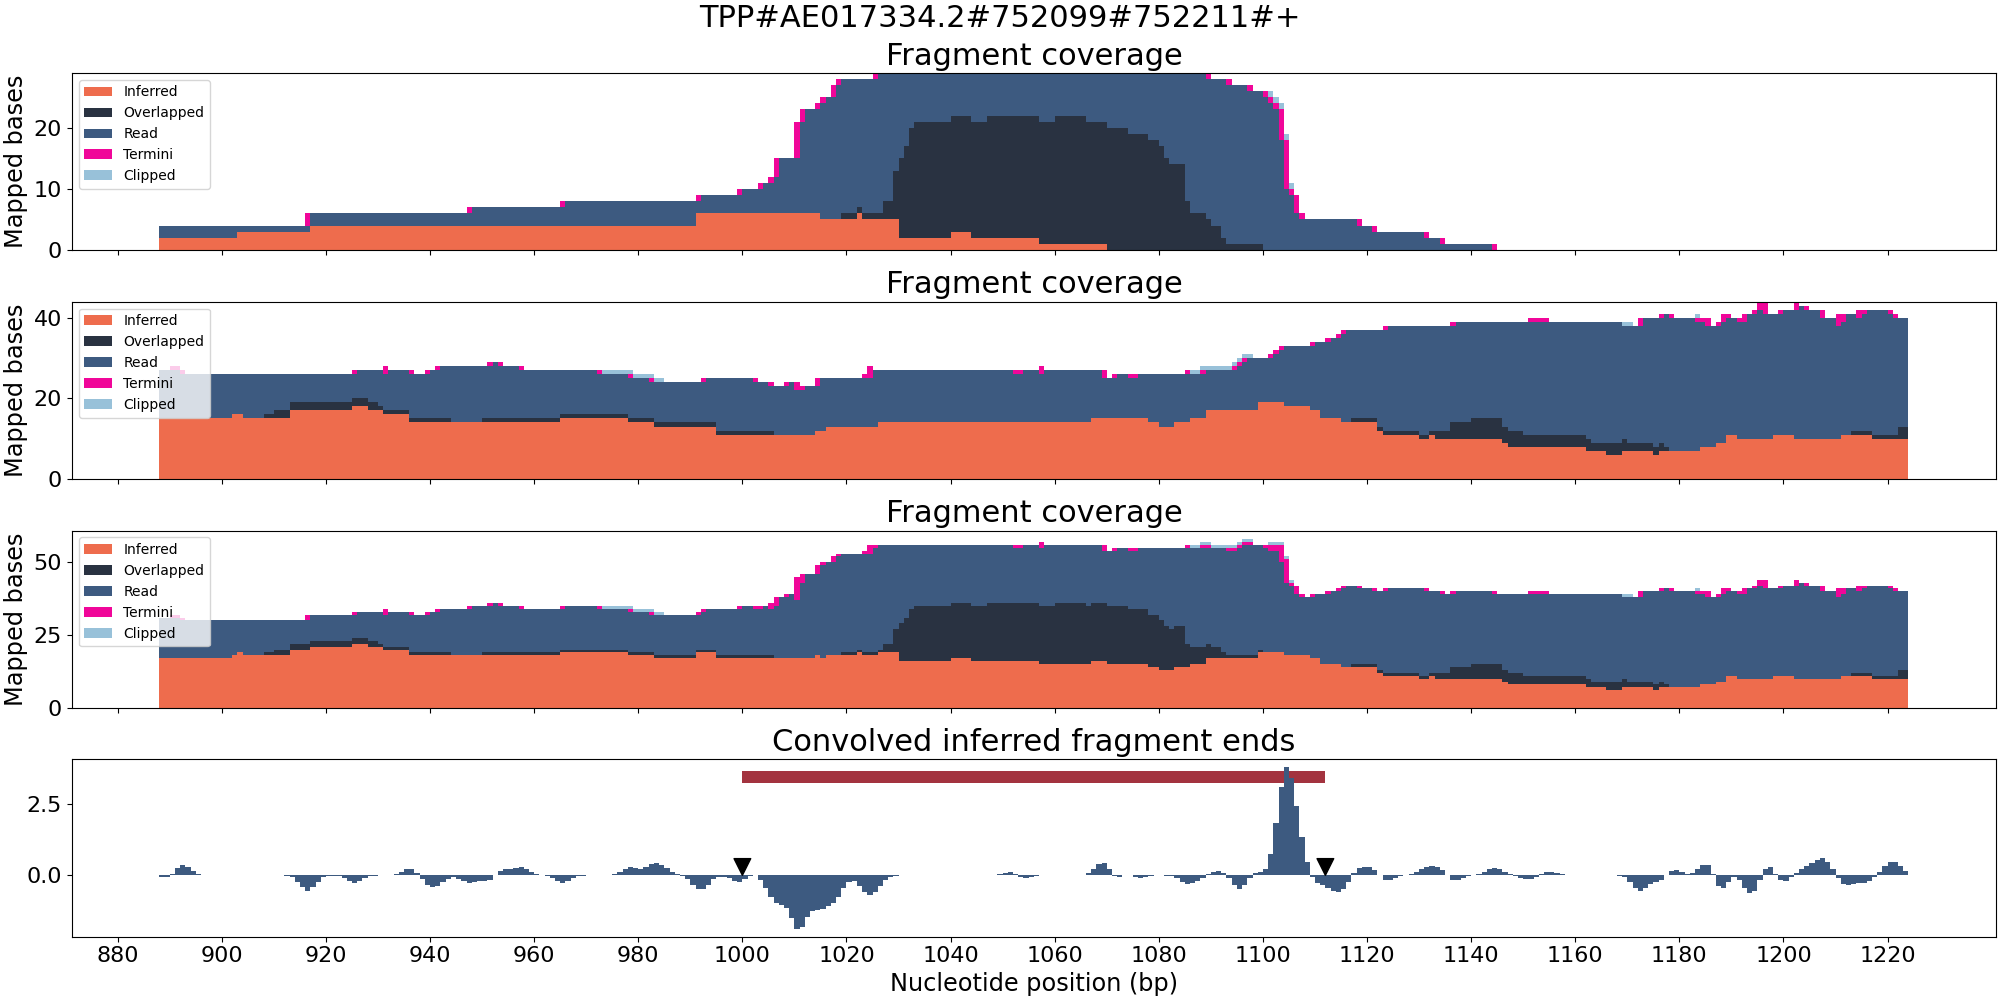 TPP#AE017334.2#752099#752211#+
Fragment coverage
Mapped bases
20
10
0
Inferred
Overlapped
Read
Termini
Clipped
Fragment coverage
Mapped bases
40
20
0
Inferred
Overlapped
Read
Termini
Clipped
Fragment coverage
Mapped bases
50
25
0
Inferred
Overlapped
Read
Termini
Clipped
Convolved inferred fragment ends
2.5
0.0
880 900 920 940 960 980 1000 1020 1040 1060 1080 1100 1120 1140 1160 1180 1200 1220
Nucleotide position (bp)